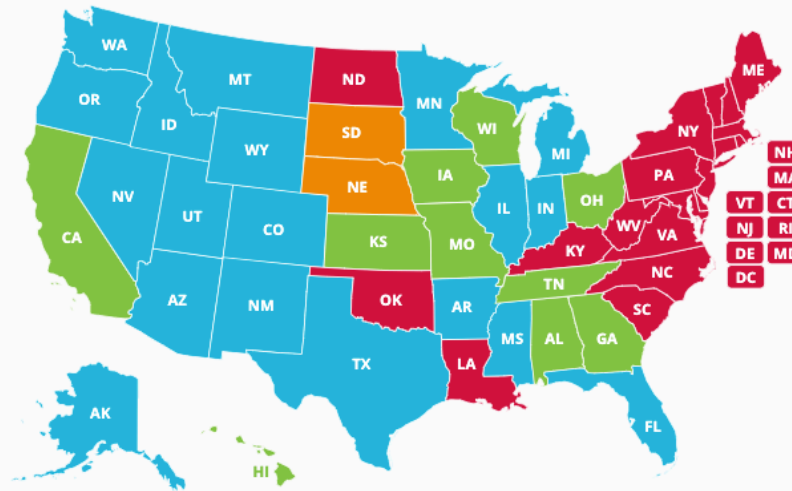 WA
MT
ND
ME
OR
MN
ID
SD
WI
NY
WY
MI
NH
NE
IA
PA
MA
NV
UT
IL
IN
OH
VT
CT
CO
WV
VA
NJ
RI
CA
KS
MO
KY
DE
MD
AZ
NM
OK
AR
TN
NC
DC
SC
TX
LA
MS
AL
GA
AK
FL
HI